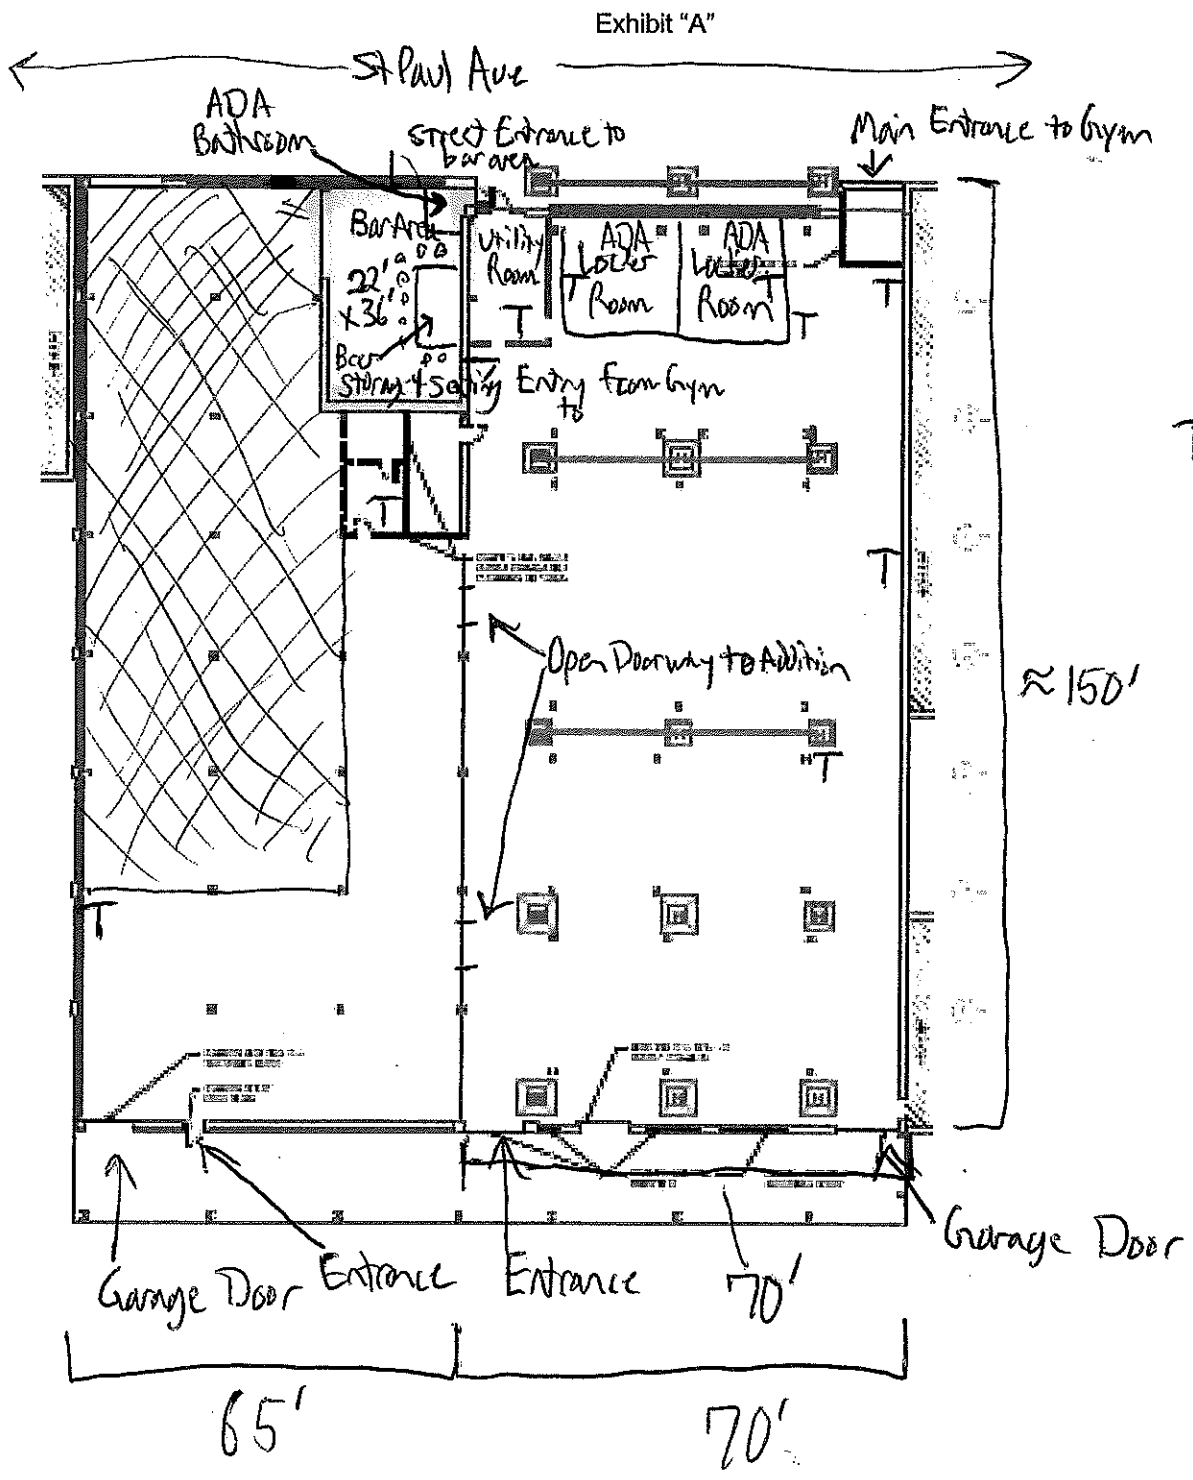 Exhibit "A"
St Paul Ave
ADA
Bathroom
Street Entrance to
bar area
Main Entrance to Gym
Bar Area
22'
x 36'
Beer
Storage + Seating
Utility
Room
T
ADA
Locker
Room
T
ADA
Locker
Room
T
T
T
Entry From Gym
to
T
T
T
Open Doorway to Addition
≈ 150'
T
T
Garage Door
Entrance
Entrance
70'
Garage Door
65'
70'